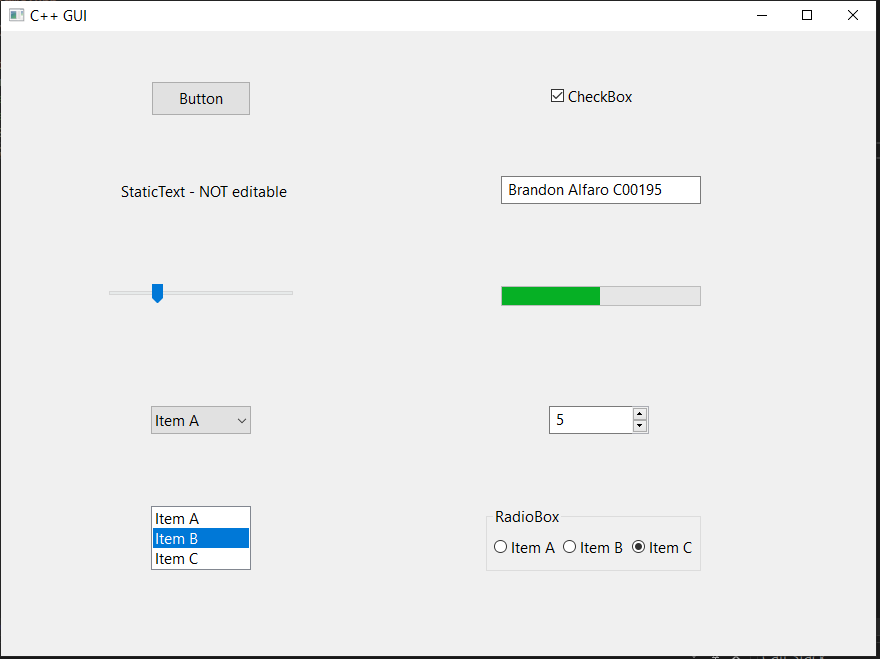 C++ GUI
Button
CheckBox
StaticText - NOT editable
Brandon Alfaro C00195
Item A
5
Item A
Item B
Item C
RadioBox
Item A Item B Item C